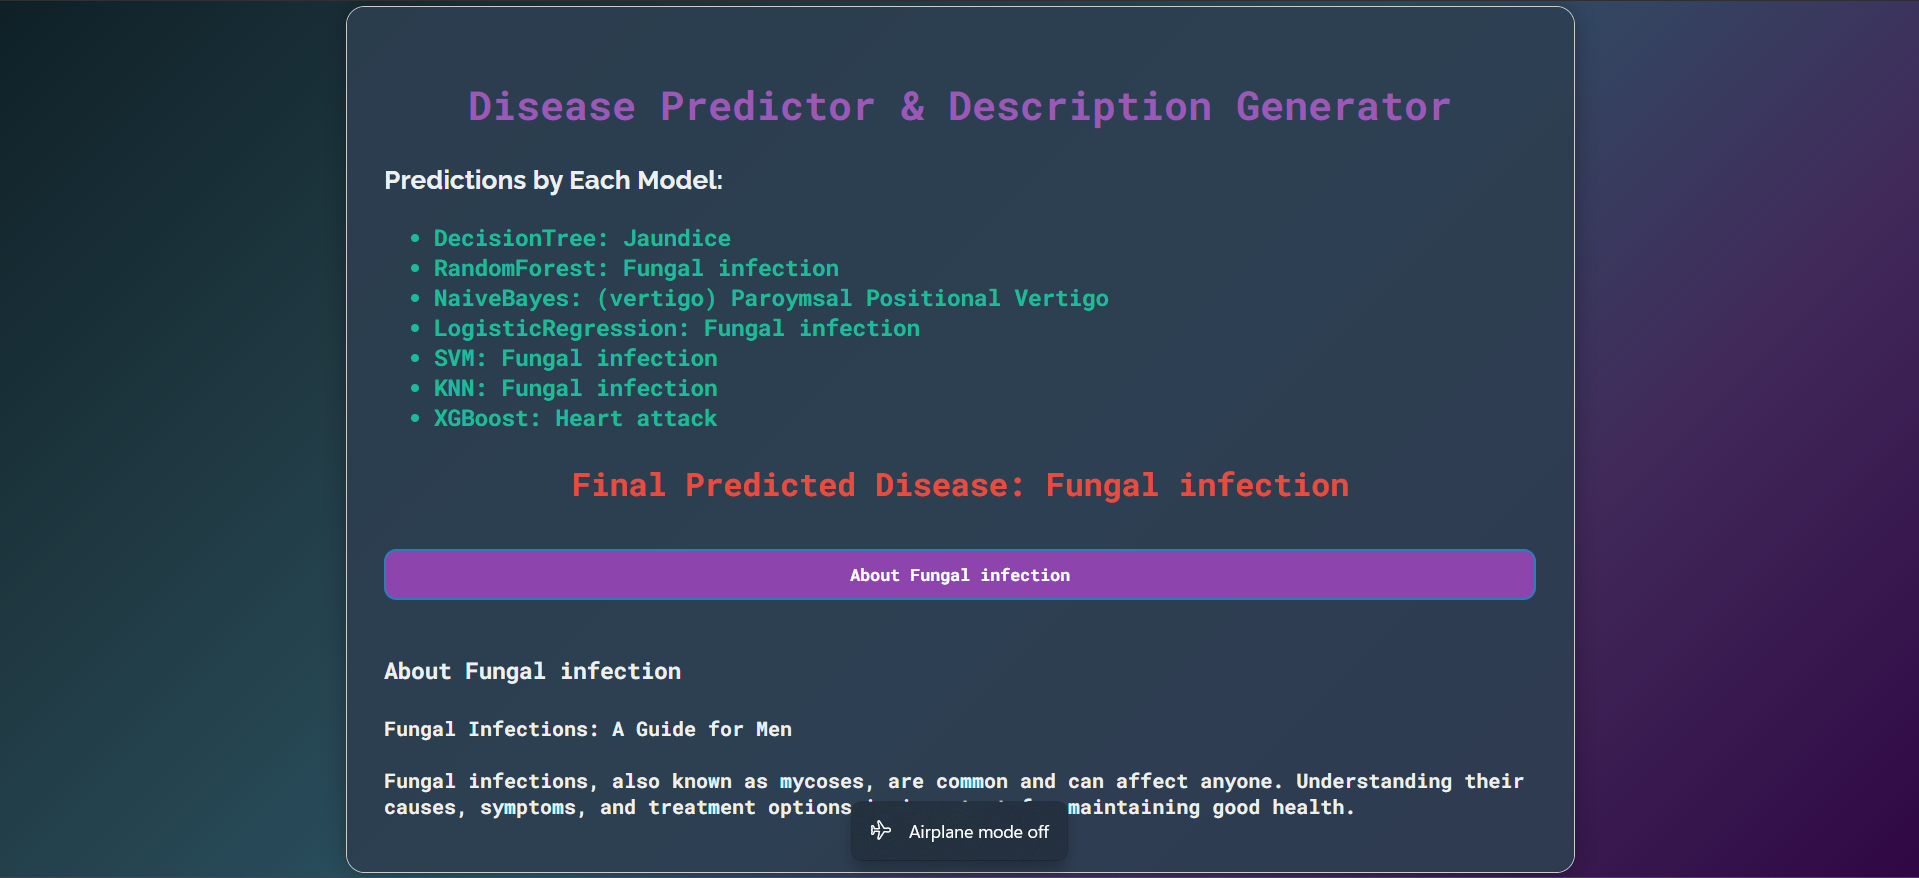 Disease Predictor & Description Generator
Predictions by Each Model:
• DecisionTree: Jaundice
• RandomForest: Fungal infection
• NaiveBayes: (vertigo) Paroymsal Positional Vertigo
• LogisticRegression: Fungal infection
• SVM: Fungal infection
• KNN: Fungal infection
• XGBoost: Heart attack
Final Predicted Disease: Fungal infection
About Fungal infection
About Fungal infection
Fungal Infections: A Guide for Men
Fungal infections, also known as mycoses, are common and can affect anyone. Understanding their
causes, symptoms, and treatment options maintaining good health.
Airplane mode off